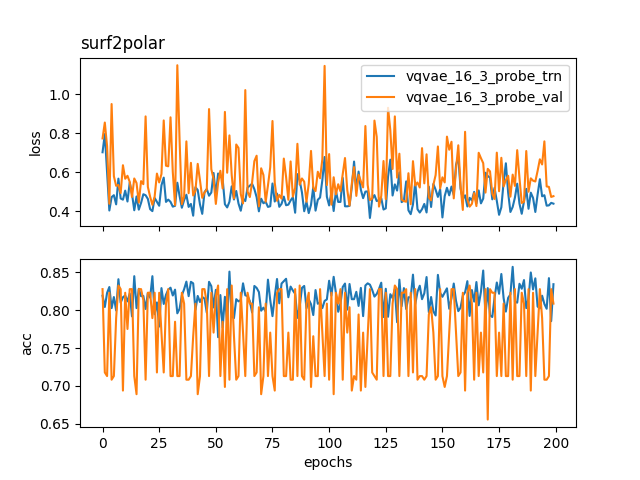 surf2polar
vqvae_16_3_probe_trn
vqvae_16_3_probe_val
loss
1.0
0.8
0.6
0.4
acc
0.85
0.80
0.75
0.70
0.65
0 25 50 75 100 125 150 175 200
epochs